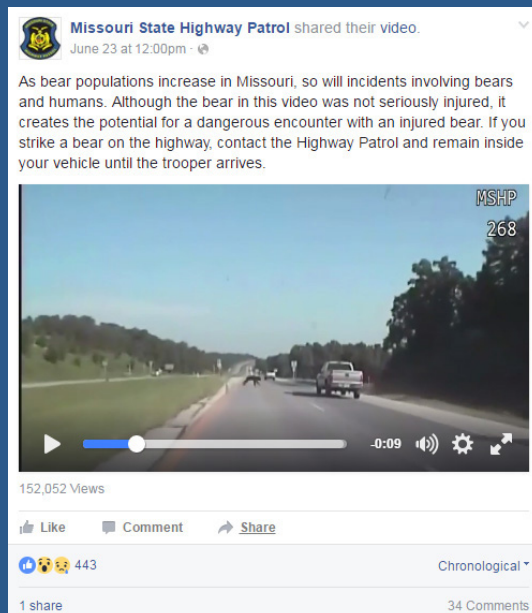 Missouri State Highway Patrol shared their video.
June 23 at 12:00pm ·
As bear populations increase in Missouri, so will incidents involving bears
and humans. Although the bear in this video was not seriously injured, it
creates the potential for a dangerous encounter with an injured bear. If you
strike a bear on the highway, contact the Highway Patrol and remain inside
your vehicle until the trooper arrives.
MSHP
268
-0:09
152,052 Views
Like Comment Share
443 Chronological
1 share 34 Comments